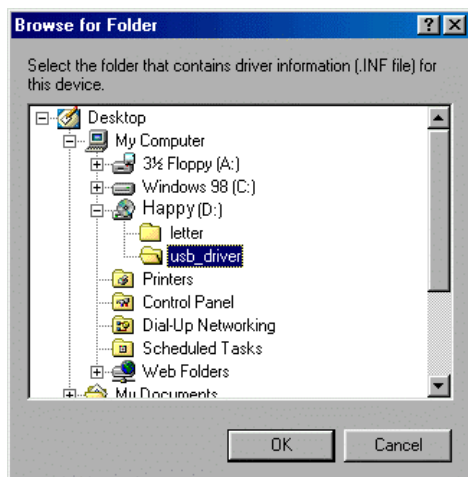 Browse for Folder
Select the folder that contains driver information (.INF file) for
this device.
Desktop
My Computer
3½ Floppy (A:)
Windows 98 (C:)
Happy (D:)
letter
usb_driver
Printers
Control Panel
Dial-Up Networking
Scheduled Tasks
Web Folders
My Documents
OK Cancel